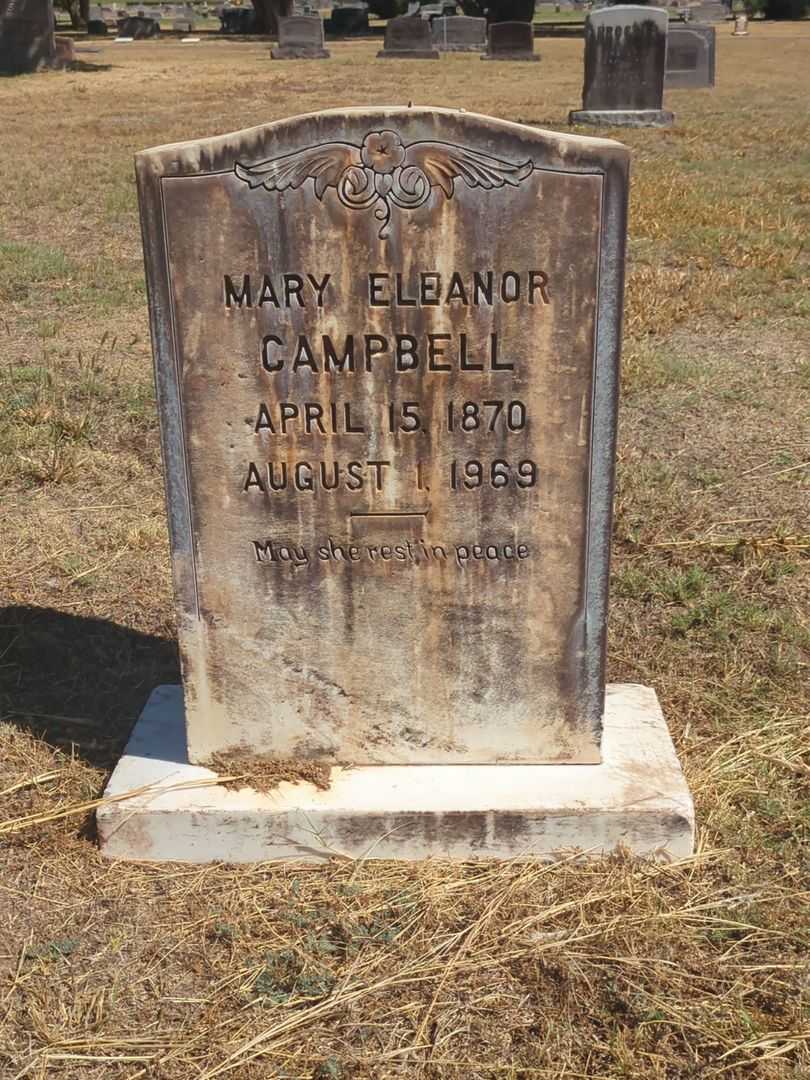 MARY ELEANOR
CAMPBELL
APRIL 15, 1870
AUGUST 1, 1969
May she rest in peace